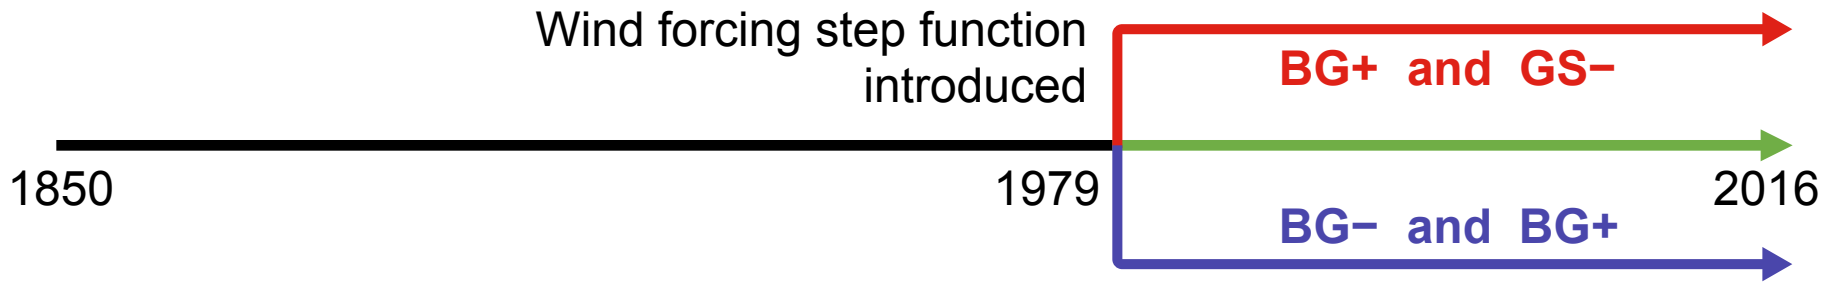 Wind forcing step function
introduced
BG+ and GS−
1850
1979
2016
BG− and BG+